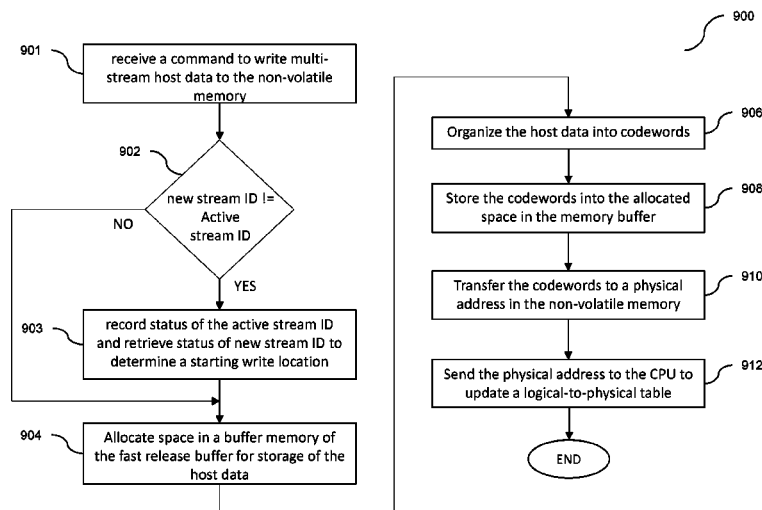 900
901
receive a command to write multi-
stream host data to the non-volatile
memory
902
new stream ID !=
Active
stream ID
NO
YES
903
record status of the active stream ID
and retrieve status of new stream ID to
determine a starting write location
904
Allocate space in a buffer memory of
the fast release buffer for storage of the
host data
906
Organize the host data into codewords
908
Store the codewords into the allocated
space in the memory buffer
910
Transfer the codewords to a physical
address in the non-volatile memory
912
Send the physical address to the CPU to
update a logical-to-physical table
END